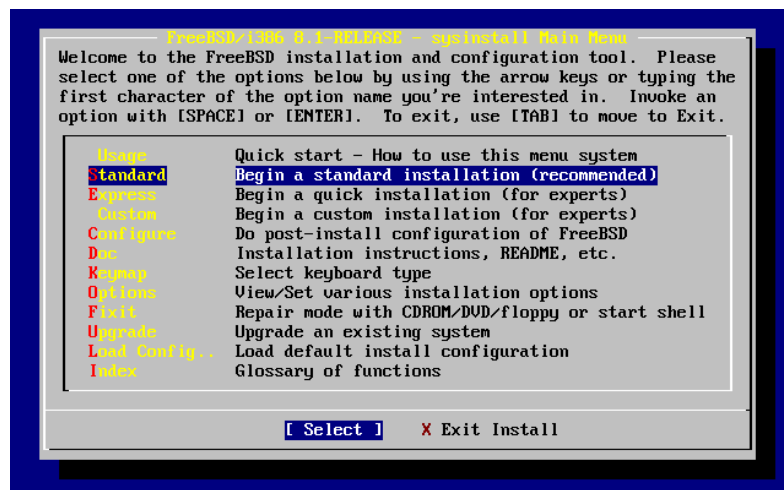 FreeBSD/i386 8.1-RELEASE - sysinstall Main Menu
Welcome to the FreeBSD installation and configuration tool.  Please
select one of the options below by using the arrow keys or typing the
first character of the option name you're interested in.  Invoke an
option with [SPACE] or [ENTER].  To exit, use [TAB] to move to Exit.
Usage Quick start - How to use this menu system
Standard Begin a standard installation (recommended)
Express Begin a quick installation (for experts)
Custom Begin a custom installation (for experts)
Configure Do post-install configuration of FreeBSD
Doc Installation instructions, README, etc.
Keymap Select keyboard type
Options View/Set various installation options
Fixit Repair mode with CDROM/DVD/floppy or start shell
Upgrade Upgrade an existing system
Load Config.. Load default install configuration
Index Glossary of functions
[ Select ] X Exit Install